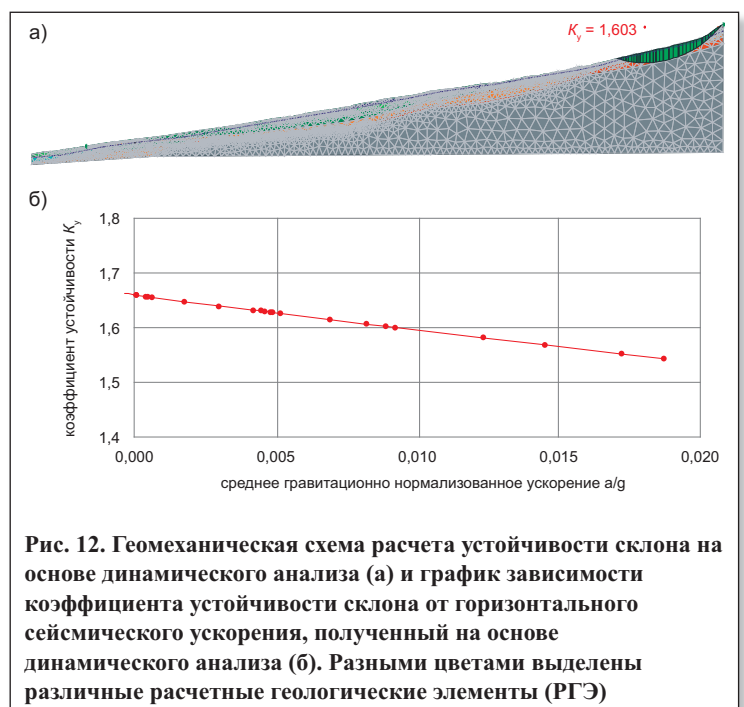 а)
Kу = 1,603
б)
коэффициент устойчивости Kу
1,8
1,7
1,6
1,5
1,4
0,000 0,005 0,010 0,015 0,020
среднее гравитационно нормализованное ускорение a/g
Рис. 12. Геомеханическая схема расчета устойчивости склона на
основе динамического анализа (а) и график зависимости
коэффициента устойчивости склона от горизонтального
сейсмического ускорения, полученный на основе
динамического анализа (б). Разными цветами выделены
различные расчетные геологические элементы (РГЭ)